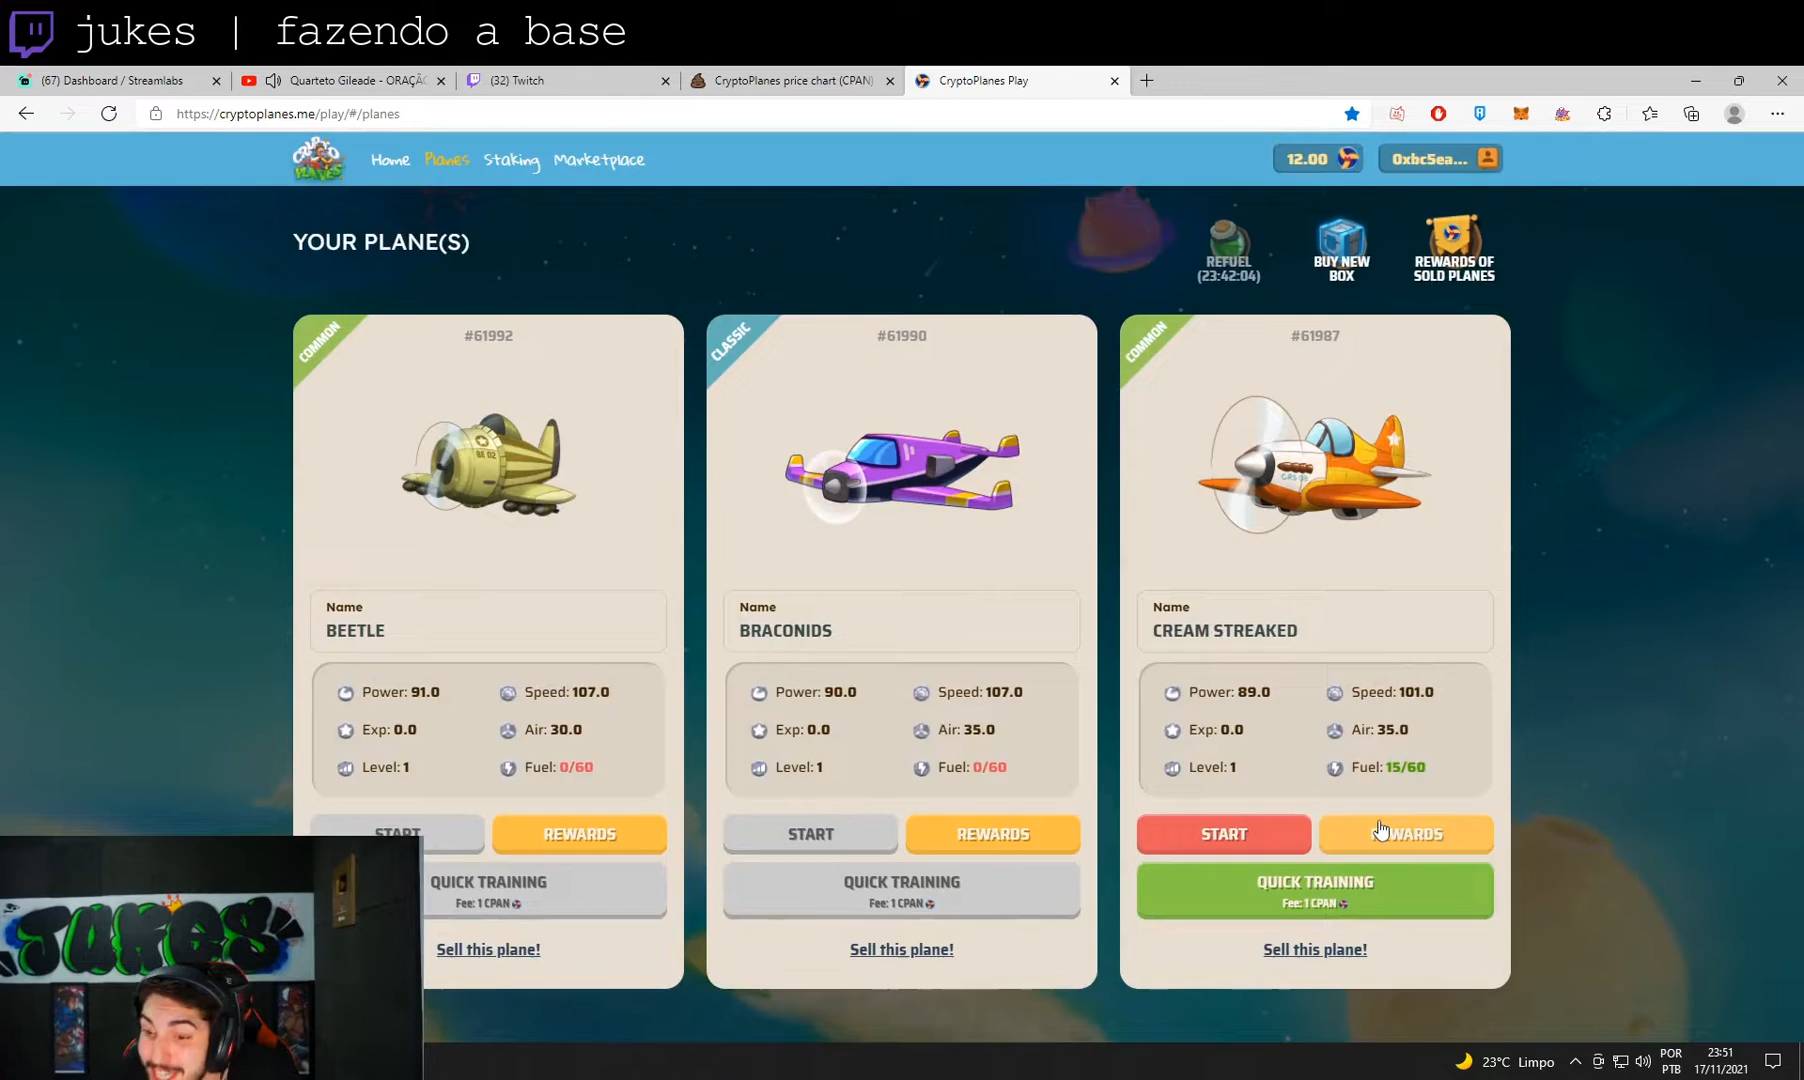 jukes | fazendo a base
(67) Dashboard / Streamlabs
Quarteto Gileade - ORAÇÃ
(32) Twitch
CryptoPlanes price chart (CPAN)
CryptoPlanes Play
https://cryptoplanes.me/play/#/planes
CRYPTO PLANES
Home
Planes
Staking
Marketplace
12.00
0xbc5ea...
YOUR PLANE(S)
REFUEL
(23:42:04)
BUY NEW
BOX
REWARDS OF
SOLD PLANES
COMMON
#61992
BE 02
Name
BEETLE
Power: 91.0
Speed: 107.0
Exp: 0.0
Air: 30.0
Level: 1
Fuel: 0/60
START
REWARDS
QUICK TRAINING
Fee: 1 CPAN
Sell this plane!
CLASSIC
#61990
Name
BRACONIDS
Power: 90.0
Speed: 107.0
Exp: 0.0
Air: 35.0
Level: 1
Fuel: 0/60
START
REWARDS
QUICK TRAINING
Fee: 1 CPAN
Sell this plane!
COMMON
#61987
Name
CREAM STREAKED
Power: 89.0
Speed: 101.0
Exp: 0.0
Air: 35.0
Level: 1
Fuel: 15/60
START
REWARDS
QUICK TRAINING
Fee: 1 CPAN
Sell this plane!
JUKES
23°C Limpo
POR
PTB
23:51
17/11/2021